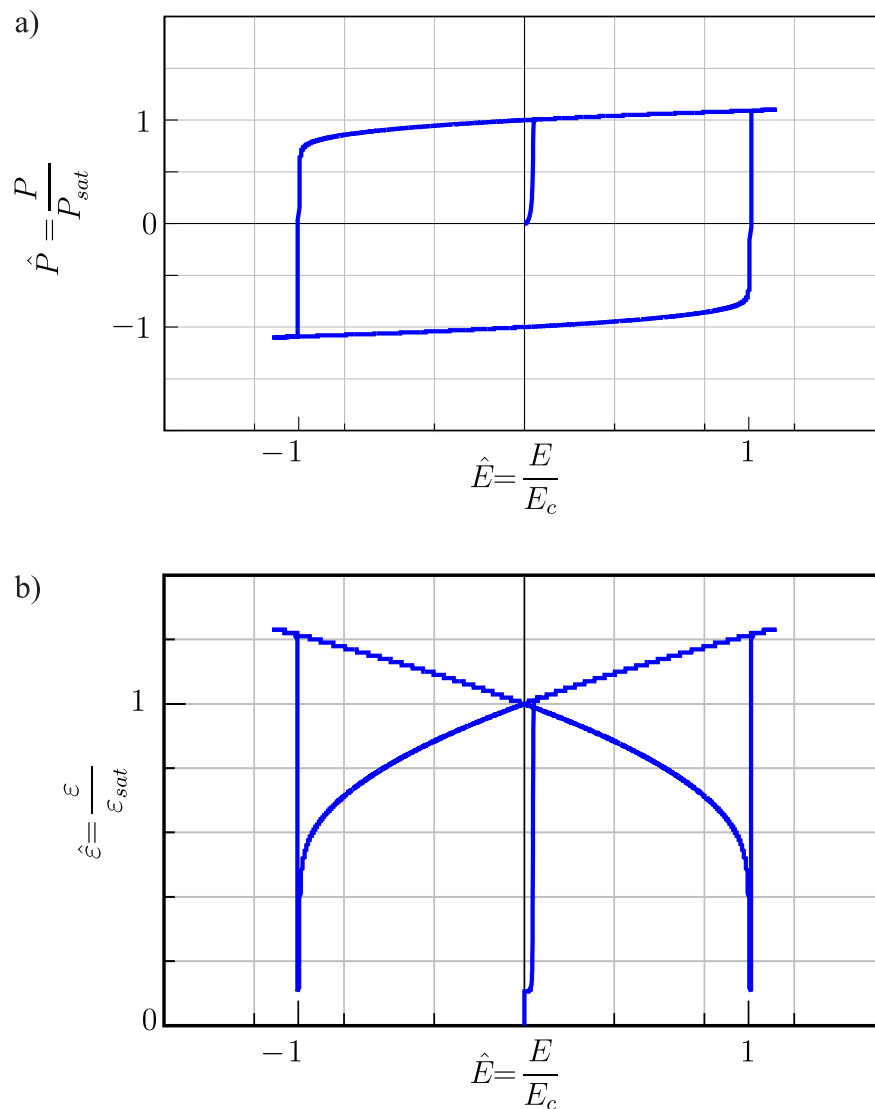 a)
P̂ = P / P_sat
1
0
−1
−1 1
Ê = E / E_c
b)
ε̂ = ε / ε_sat
1
0
−1 1
Ê = E / E_c